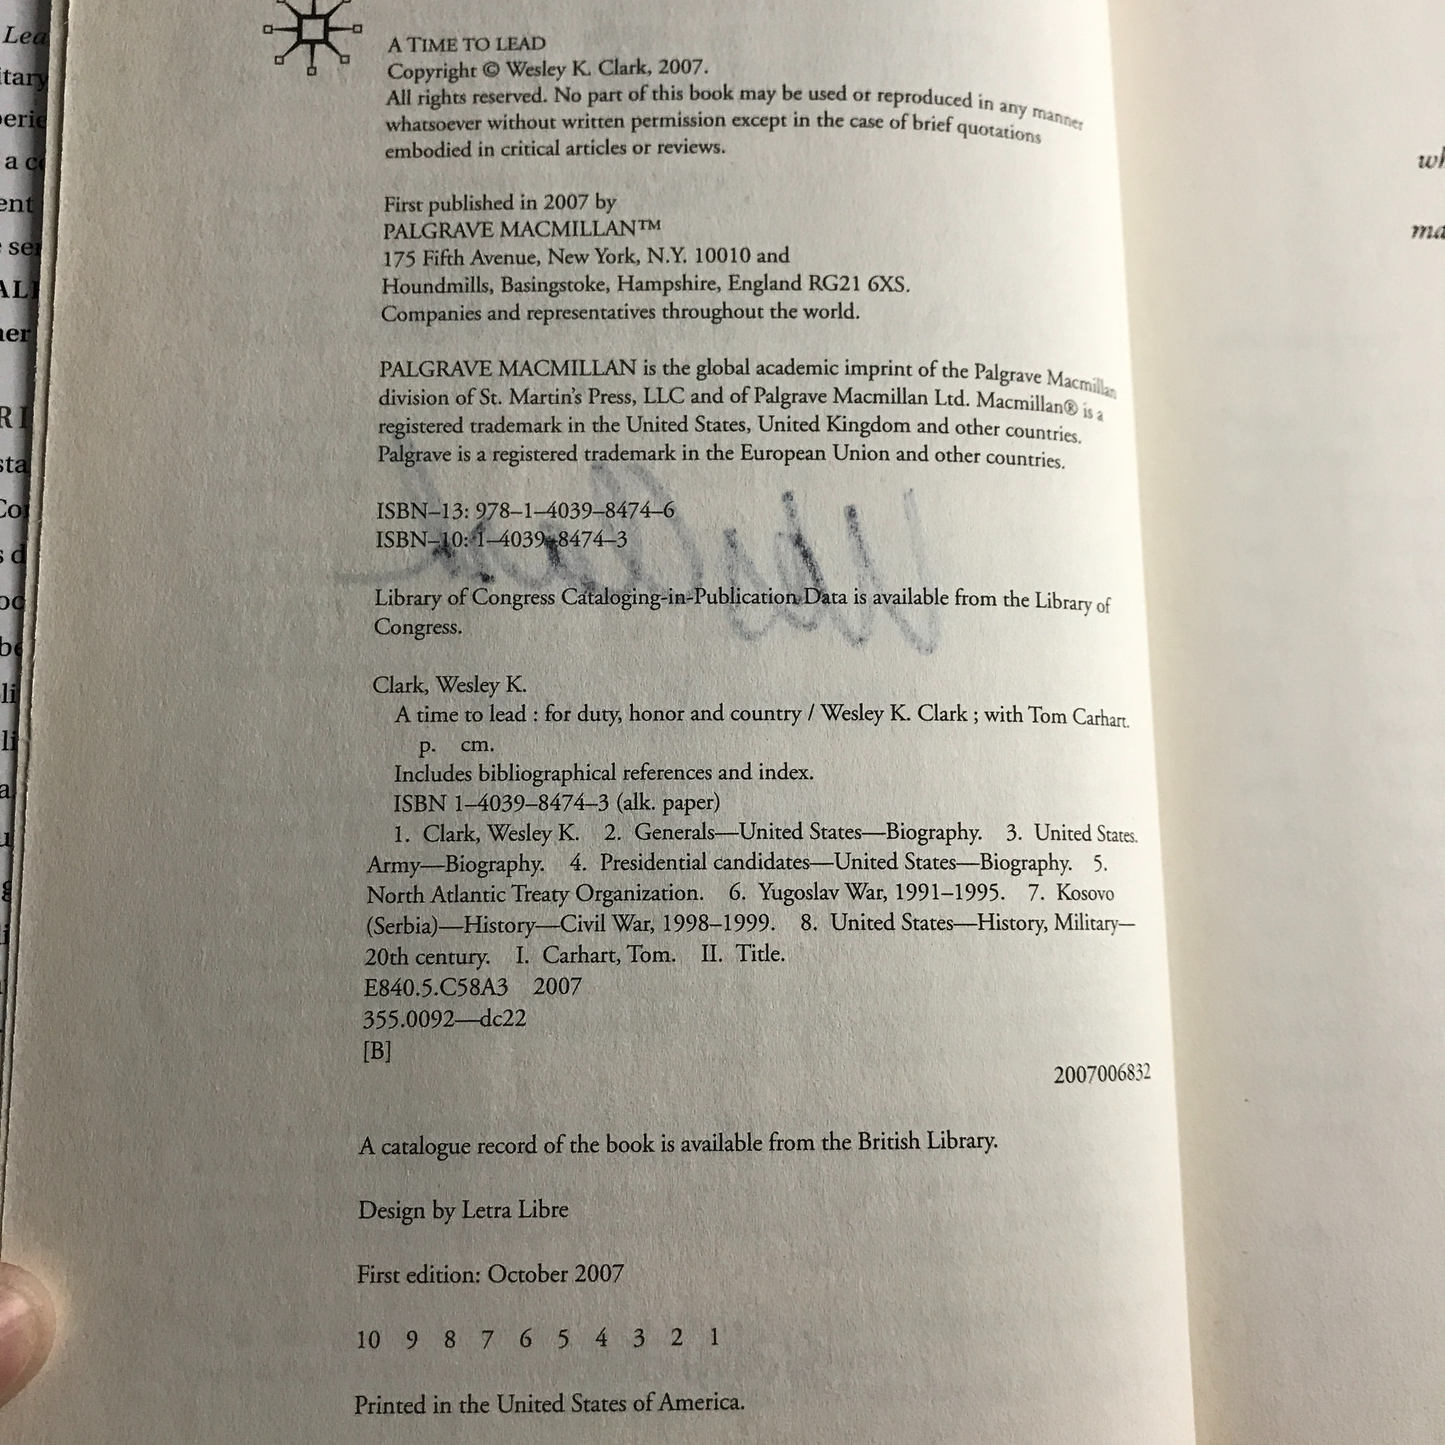 A TIME TO LEAD
Copyright © Wesley K. Clark, 2007.
All rights reserved. No part of this book may be used or reproduced in any manner
whatsoever without written permission except in the case of brief quotations
embodied in critical articles or reviews.
First published in 2007 by
PALGRAVE MACMILLAN™
175 Fifth Avenue, New York, N.Y. 10010 and
Houndmills, Basingstoke, Hampshire, England RG21 6XS.
Companies and representatives throughout the world.
PALGRAVE MACMILLAN is the global academic imprint of the Palgrave Macmillan
division of St. Martin's Press, LLC and of Palgrave Macmillan Ltd. Macmillan® is a
registered trademark in the United States, United Kingdom and other countries.
Palgrave is a registered trademark in the European Union and other countries.
ISBN–13: 978–1–4039–8474–6
ISBN–10: 1–4039–8474–3
Library of Congress Cataloging-in-Publication Data is available from the Library of
Congress.
Clark, Wesley K.
A time to lead : for duty, honor and country / Wesley K. Clark ; with Tom Carhart.
p. cm.
Includes bibliographical references and index.
ISBN 1–4039–8474–3 (alk. paper)
1. Clark, Wesley K. 2. Generals—United States—Biography. 3. United States.
Army—Biography. 4. Presidential candidates—United States—Biography. 5.
North Atlantic Treaty Organization. 6. Yugoslav War, 1991–1995. 7. Kosovo
(Serbia)—History—Civil War, 1998–1999. 8. United States—History, Military—
20th century. I. Carhart, Tom. II. Title.
E840.5.C58A3 2007
355.0092—dc22
[B]
2007006832
A catalogue record of the book is available from the British Library.
Design by Letra Libre
First edition: October 2007
10 9 8 7 6 5 4 3 2 1
Printed in the United States of America.